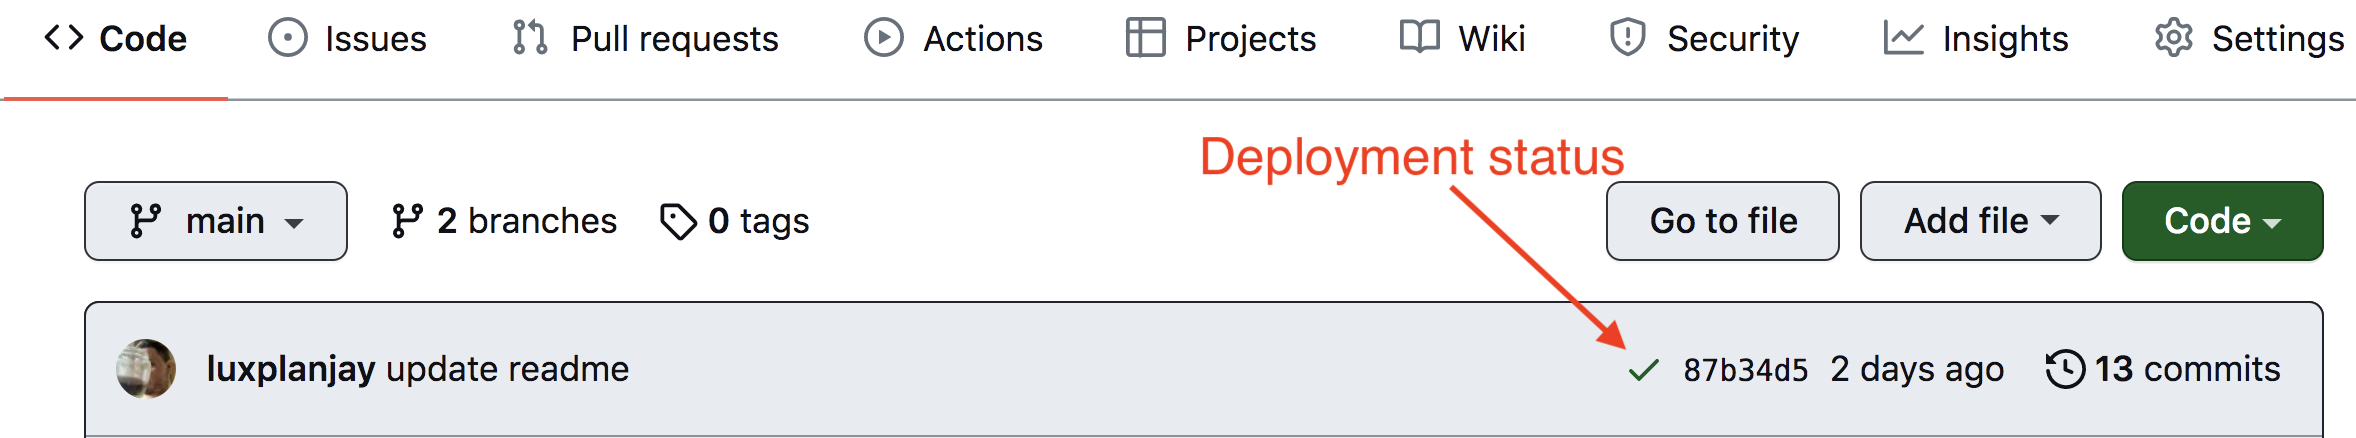 Code Issues Pull requests Actions Projects Wiki Security Insights Settings
Deployment status
main 2 branches 0 tags Go to file Add file Code
luxplanjay update readme 87b34d5 2 days ago 13 commits